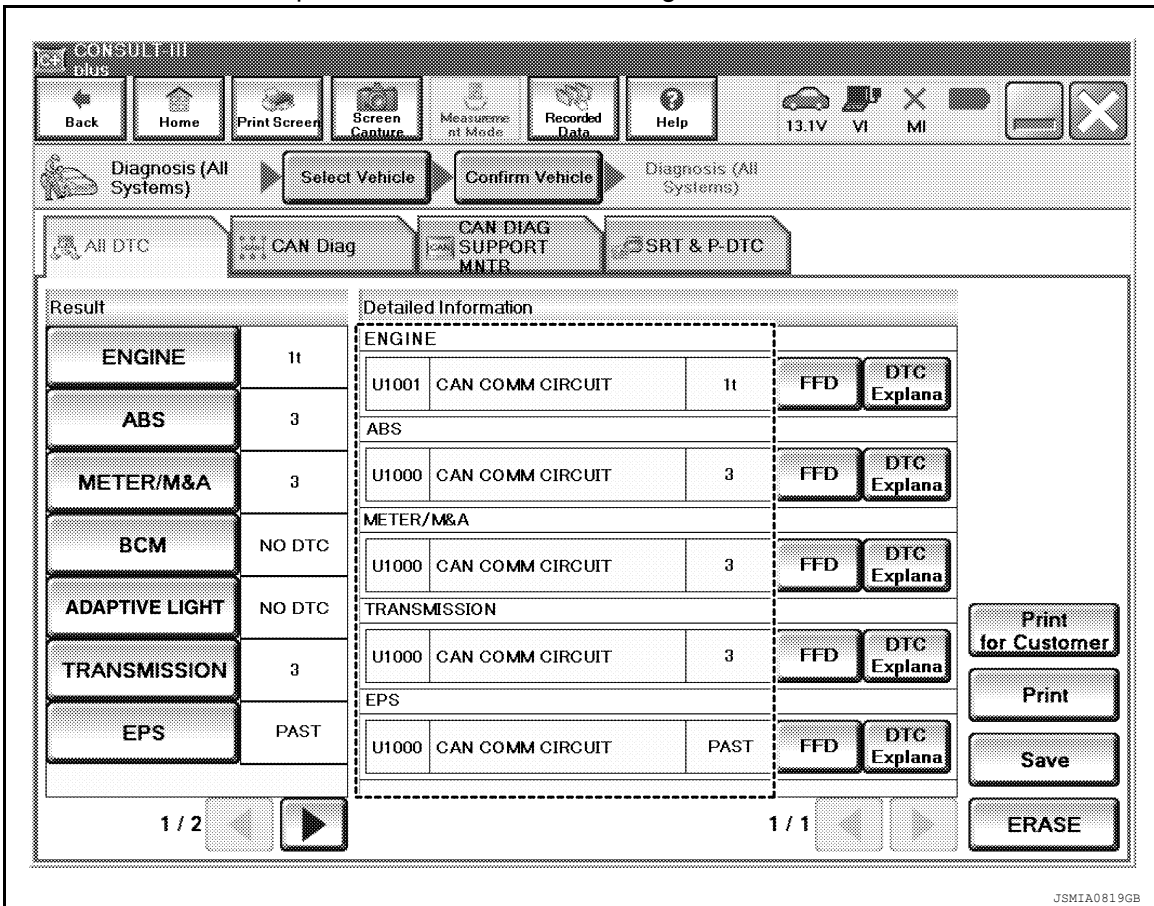 C+ CONSULT-III
plus
Back
Home
Print Screen
Screen
Capture
Measureme
nt Mode
Recorded
Data
Help
13.1V VI MI
Diagnosis (All
Systems)
Select Vehicle
Confirm Vehicle
Diagnosis (All
Systems)
All DTC
CAN Diag
CAN DIAG
SUPPORT
MNTR
SRT & P-DTC
Result
Detailed Information
ENGINE 1t
ABS 3
METER/M&A 3
BCM NO DTC
ADAPTIVE LIGHT NO DTC
TRANSMISSION 3
EPS PAST
1 / 2
ENGINE
U1001 CAN COMM CIRCUIT 1t FFD DTC
Explana
ABS
U1000 CAN COMM CIRCUIT 3 FFD DTC
Explana
METER/M&A
U1000 CAN COMM CIRCUIT 3 FFD DTC
Explana
TRANSMISSION
U1000 CAN COMM CIRCUIT 3 FFD DTC
Explana
EPS
U1000 CAN COMM CIRCUIT PAST FFD DTC
Explana
1 / 1
Print
for Customer
Print
Save
ERASE
JSMIA0819GB